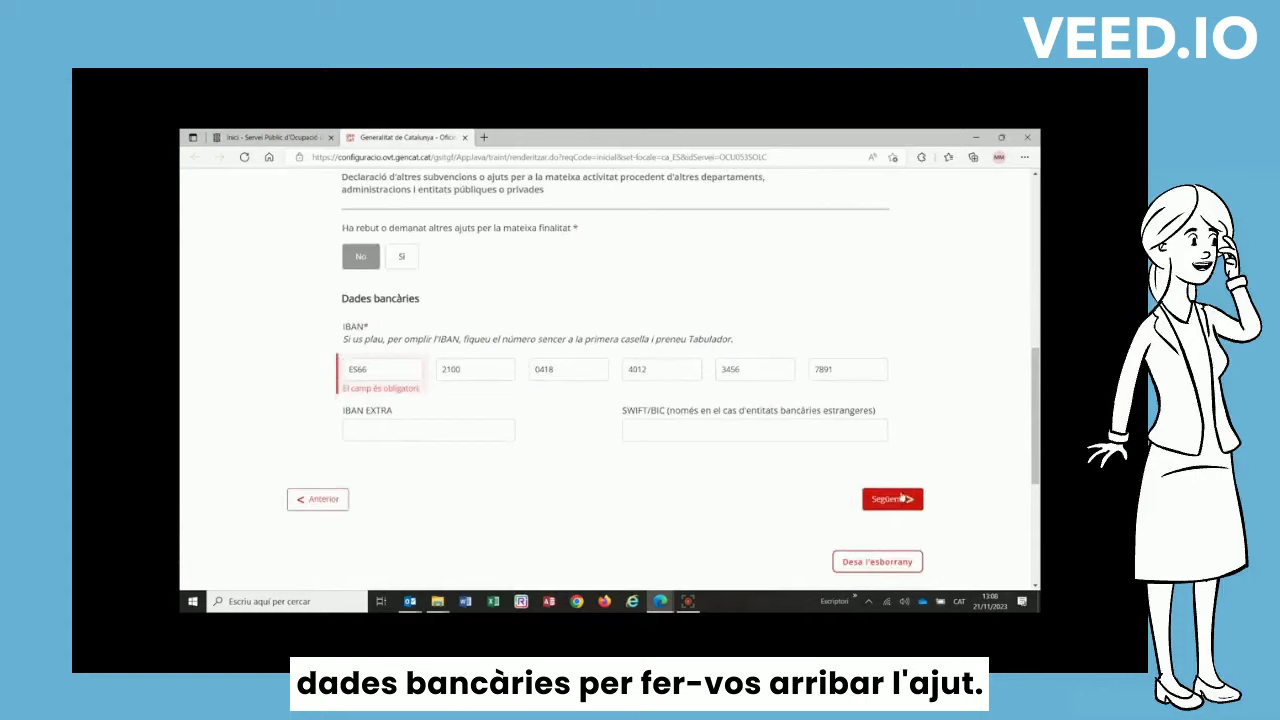 VEED.IO
Inici - Servei Públic d'Ocupació
Generalitat de Catalunya - Oficin
https://configuracio.ovt.gencat.cat/gsitgf/AppJava/traint/renderitzar.do?reqCode=inicial&set-locale=ca_ES&idServei=OCU053SOLC
MM
Declaració d'altres subvencions o ajuts per a la mateixa activitat procedent d'altres departaments,
administracions i entitats públiques o privades
Ha rebut o demanat altres ajuts per la mateixa finalitat *
No
Sí
Dades bancàries
IBAN*
Si us plau, per omplir l'IBAN, fiqueu el número sencer a la primera casella i preneu Tabulador.
ES66 2100 0418 4012 3456 7891
El camp és obligatori.
IBAN EXTRA
SWIFT/BIC (només en el cas d'entitats bancàries estrangeres)
< Anterior
Següent >
Desa l'esborrany
Escriu aquí per cercar
Escriptori
CAT
13:08
21/11/2023
dades bancàries per fer-vos arribar l'ajut.